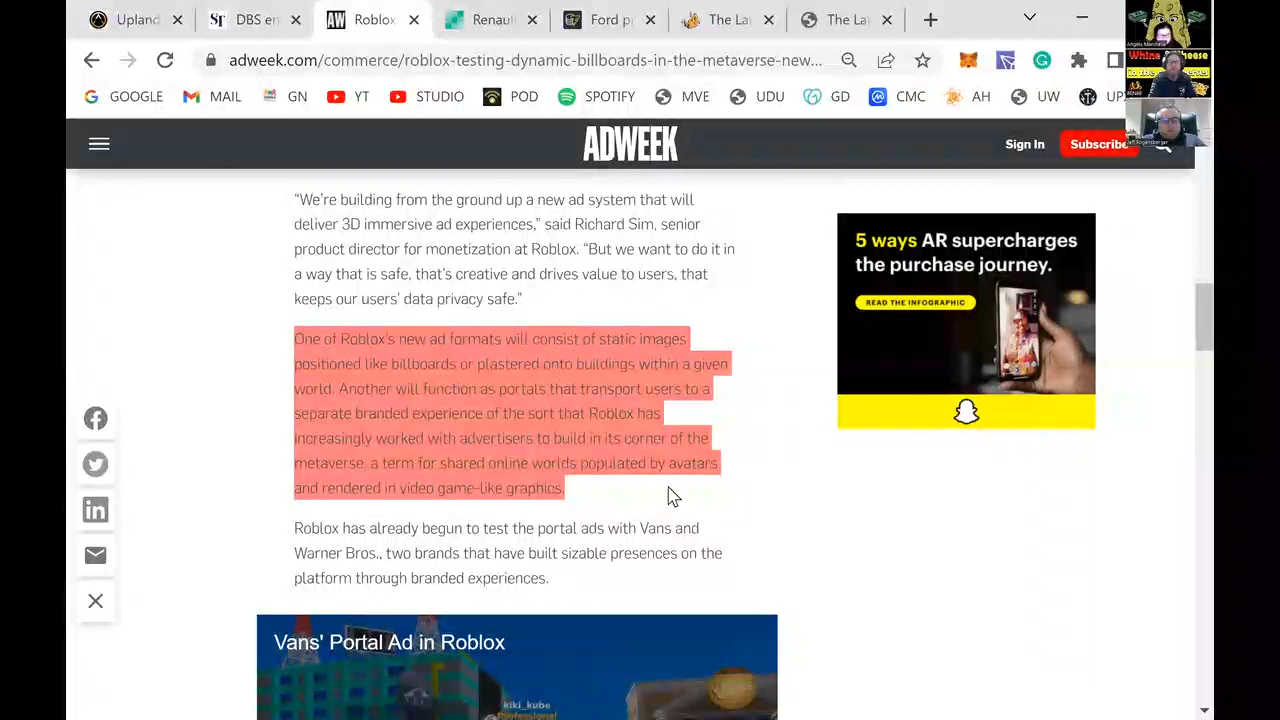 Upland
DBS en
AW
Roblox
Renault
Ford p
The La
The La
adweek.com/commerce/roblox-
-dynamic-billboards-in-the-metaverse-new...
GOOGLE
MAIL
GN
YT
STUDIO
POD
SPOTIFY
MV
UDU
GD
CMC
AH
UW
ADWEEK
Sign In
Subscribe
“We’re building from the ground up a new ad system that will
deliver 3D immersive ad experiences,” said Richard Sim, senior
product director for monetization at Roblox. “But we want to do it in
a way that is safe, that’s creative and drives value to users, that
keeps our users’ data privacy safe.”
One of Roblox’s new ad formats will consist of static images
positioned like billboards or plastered onto buildings within a given
world. Another will function as portals that transport users to a
separate branded experience of the sort that Roblox has
increasingly worked with advertisers to build in its corner of the
metaverse, a term for shared online worlds populated by avatars
and rendered in video game-like graphics.
Roblox has already begun to test the portal ads with Vans and
Warner Bros., two brands that have built sizable presences on the
platform through branded experiences.
Vans' Portal Ad in Roblox
kiki_kube
Professional
5 ways AR supercharges
the purchase journey.
READ THE INFOGRAPHIC